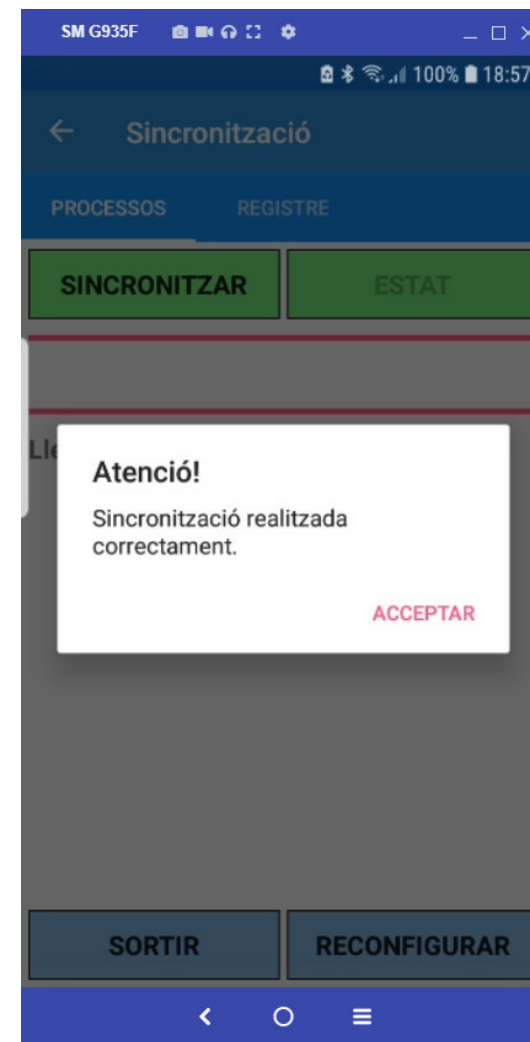 SM G935F
100% 18:57
Sincronització
PROCESSOS REGISTRE
SINCRONITZAR ESTAT
Atenció!
Sincronització realitzada
correctament.
ACCEPTAR
SORTIR RECONFIGURAR